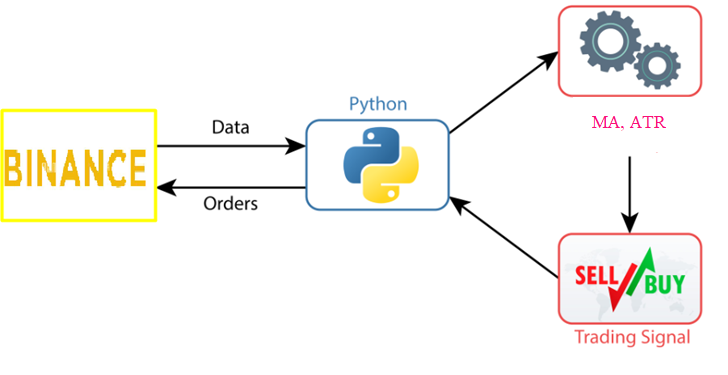 Python
Data
BINANCE
Orders
MA, ATR
SELL
BUY
Trading Signal